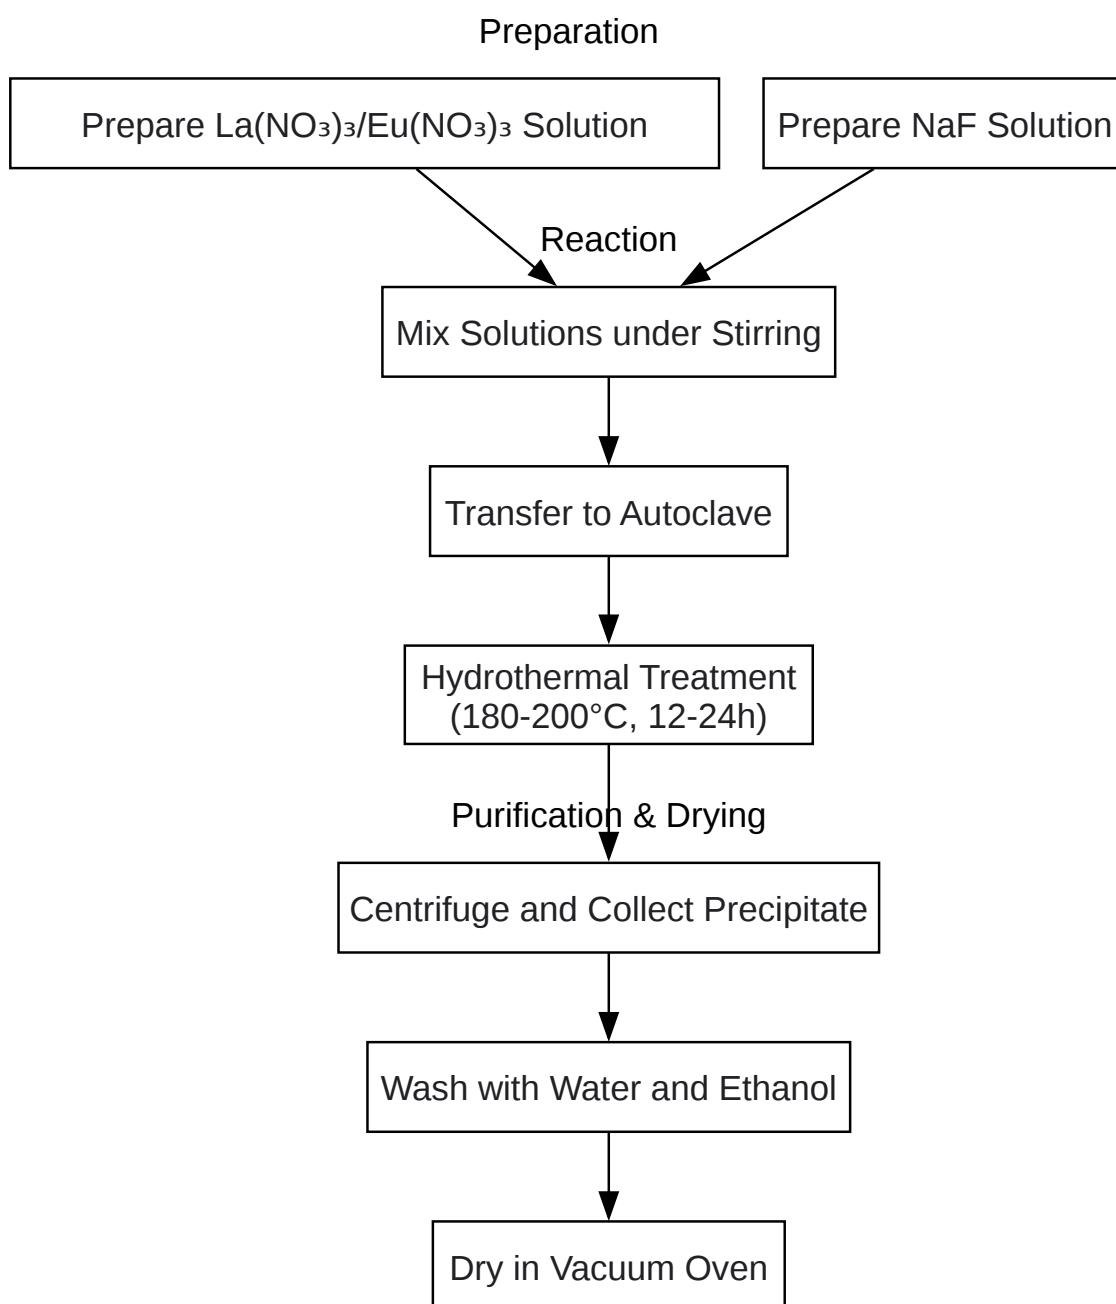 Preparation
Prepare La(NO₃)₃/Eu(NO₃)₃ Solution
Prepare NaF Solution
Reaction
Mix Solutions under Stirring
Transfer to Autoclave
Hydrothermal Treatment
(180-200°C, 12-24h)
Purification & Drying
Centrifuge and Collect Precipitate
Wash with Water and Ethanol
Dry in Vacuum Oven